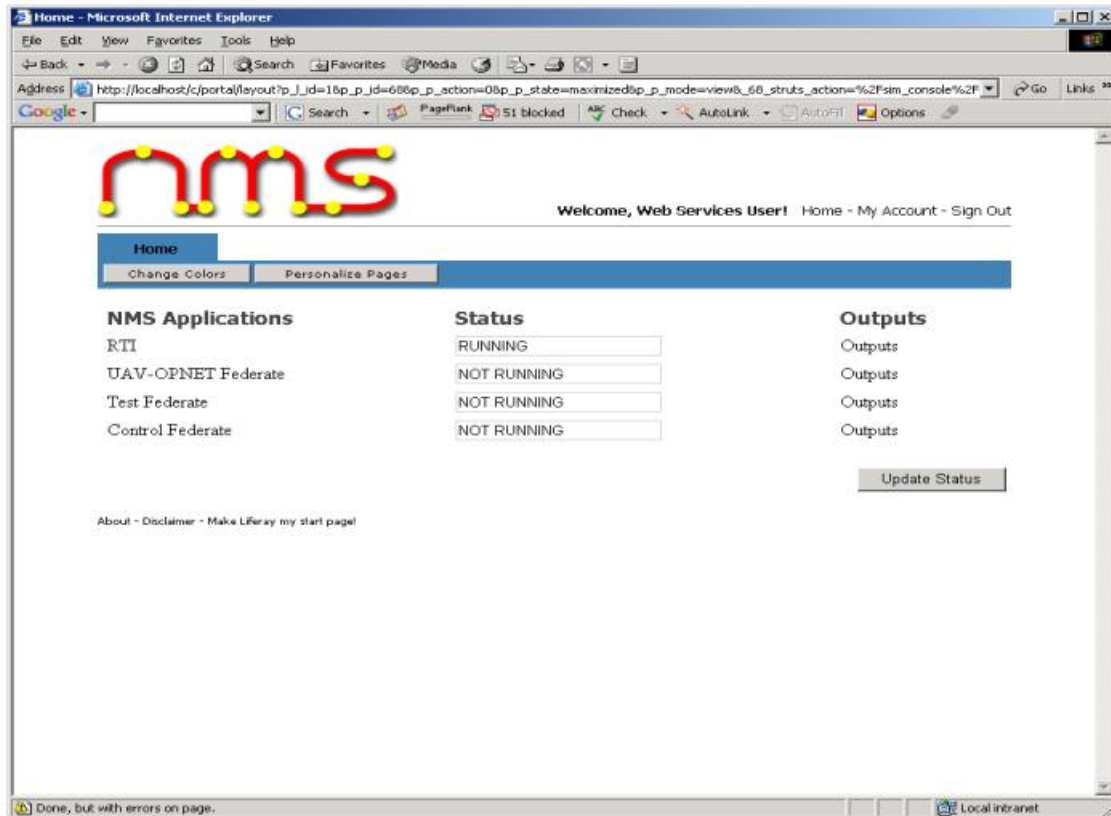 Home - Microsoft Internet Explorer
File Edit View Favorites Tools Help
Back Search Favorites Media
Address http://localhost/c/portal/layout?p_l_id=1&p_p_id=68&p_p_action=0&p_p_state=maximized&p_p_mode=view&_68_struts_action=%2Fsim_console%2F Go Links »
Google Search PageRank 51 blocked ABC Check AutoLink AutoFill Options
nms
Welcome, Web Services User! Home - My Account - Sign Out
Home
Change Colors Personalize Pages
NMS Applications Status Outputs
RTI RUNNING Outputs
UAV-OPNET Federate NOT RUNNING Outputs
Test Federate NOT RUNNING Outputs
Control Federate NOT RUNNING Outputs
Update Status
About - Disclaimer - Make Liferay my start page!
Done, but with errors on page. Local intranet